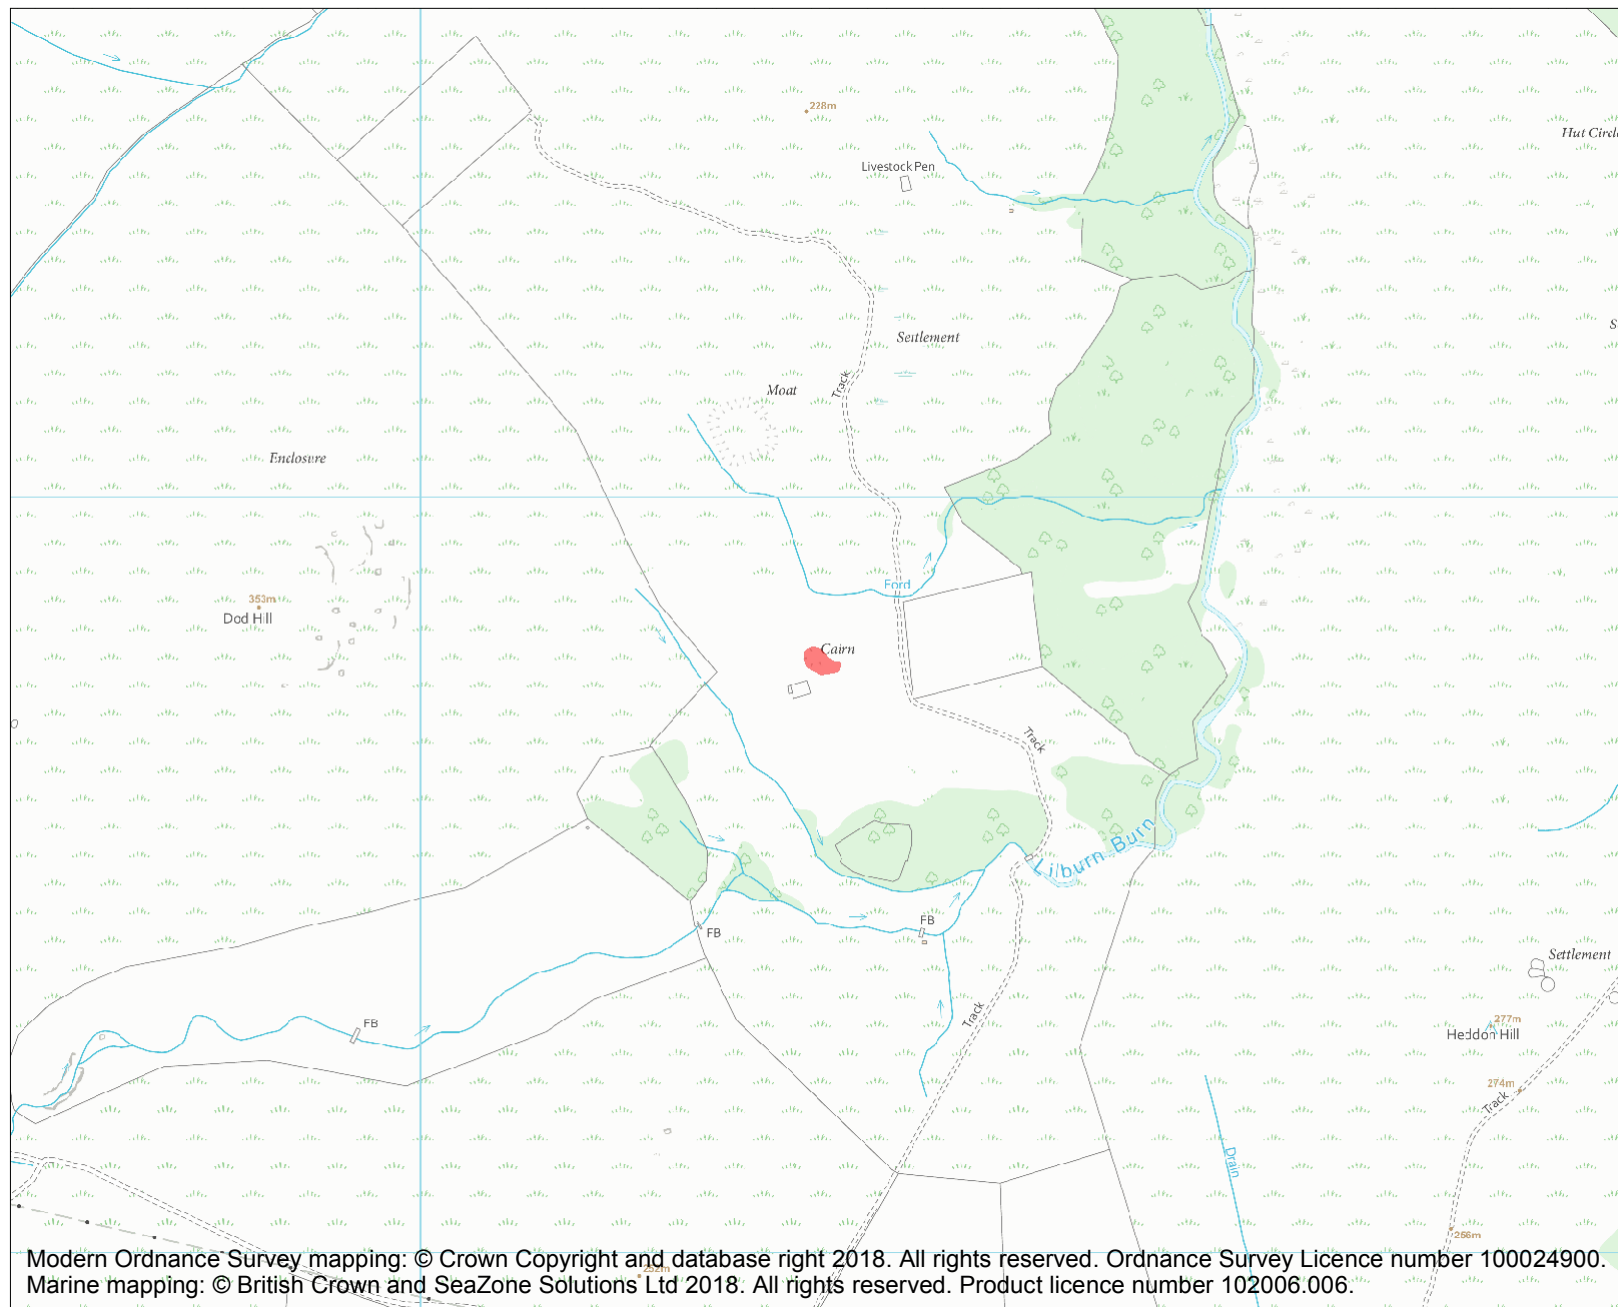 228m
Hut Circle
Livestock Pen
Settlement
Track
Moat
Enclosure
Ford
353m
Dod Hill
Cairn
Track
Lilburn Burn
FB
FB
Settlement
Track
277m
Heddon Hill
FB
274m
Track
Drain
256m
252m
Modern Ordnance Survey mapping: © Crown Copyright and database right 2018. All rights reserved. Ordnance Survey Licence number 100024900.
Marine mapping: © British Crown and SeaZone Solutions Ltd 2018. All rights reserved. Product licence number 102006.006.